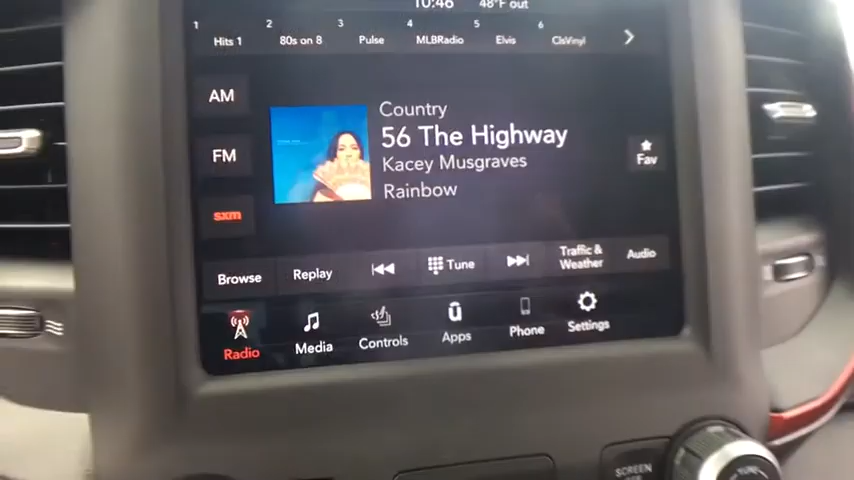 10:46 48°F out
1 2 3 4 5 6
Hits 1 80s on 8 Pulse MLBRadio Elvis ClsVinyl
AM
FM
sxm
Country
56 The Highway
Kacey Musgraves
Rainbow
Fav
Browse Replay Tune Traffic & Weather Audio
Radio Media Controls Apps Phone Settings
SCREEN
TUNE